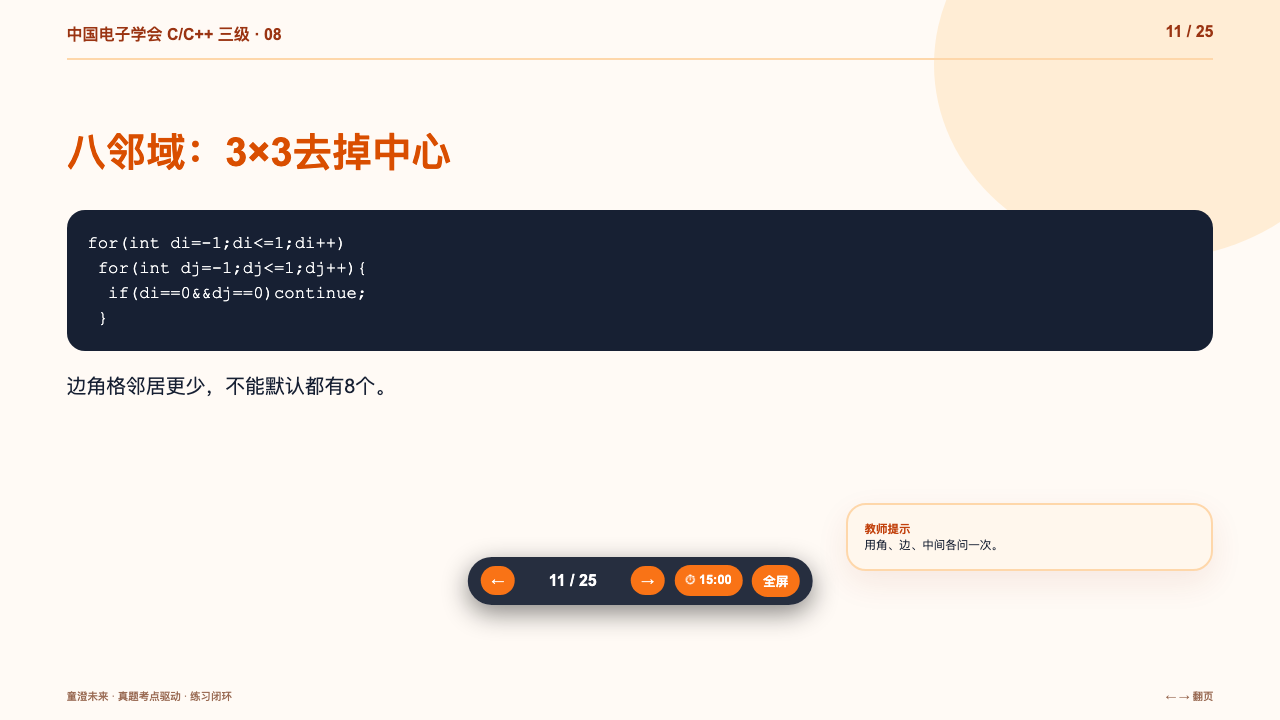 中国电子学会 C/C++ 三级 · 08
11 / 25
八邻域：3×3去掉中心
for(int di=-1;di<=1;di++)
 for(int dj=-1;dj<=1;dj++){
  if(di==0&&dj==0)continue;
 }
边角格邻居更少，不能默认都有8个。
教师提示
用角、边、中间各问一次。
← 11 / 25 → ⏱ 15:00 全屏
童澄未来 · 真题考点驱动 · 练习闭环
← → 翻页